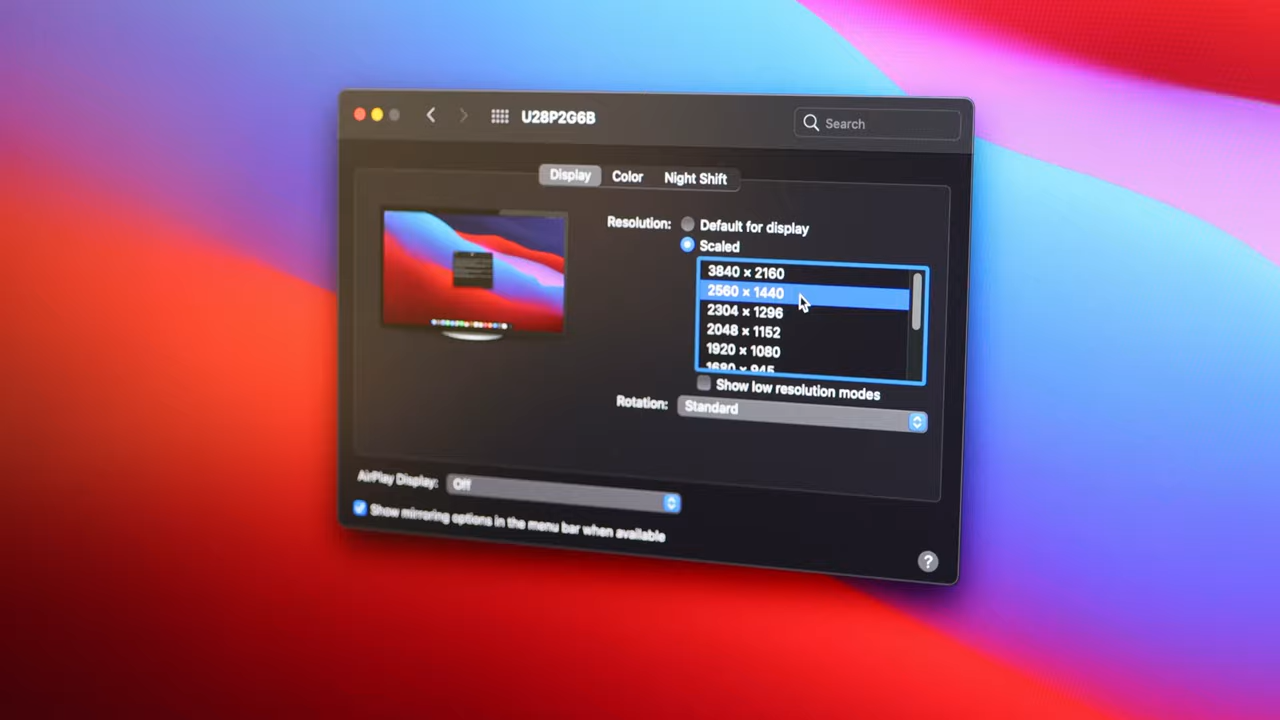 U28P2G6B
Search
Display Color Night Shift
Resolution: Default for display
Scaled
3840 × 2160
2560 × 1440
2304 × 1296
2048 × 1152
1920 × 1080
1680 × 945
Show low resolution modes
Rotation: Standard
AirPlay Display: Off
Show mirroring options in the menu bar when available
?